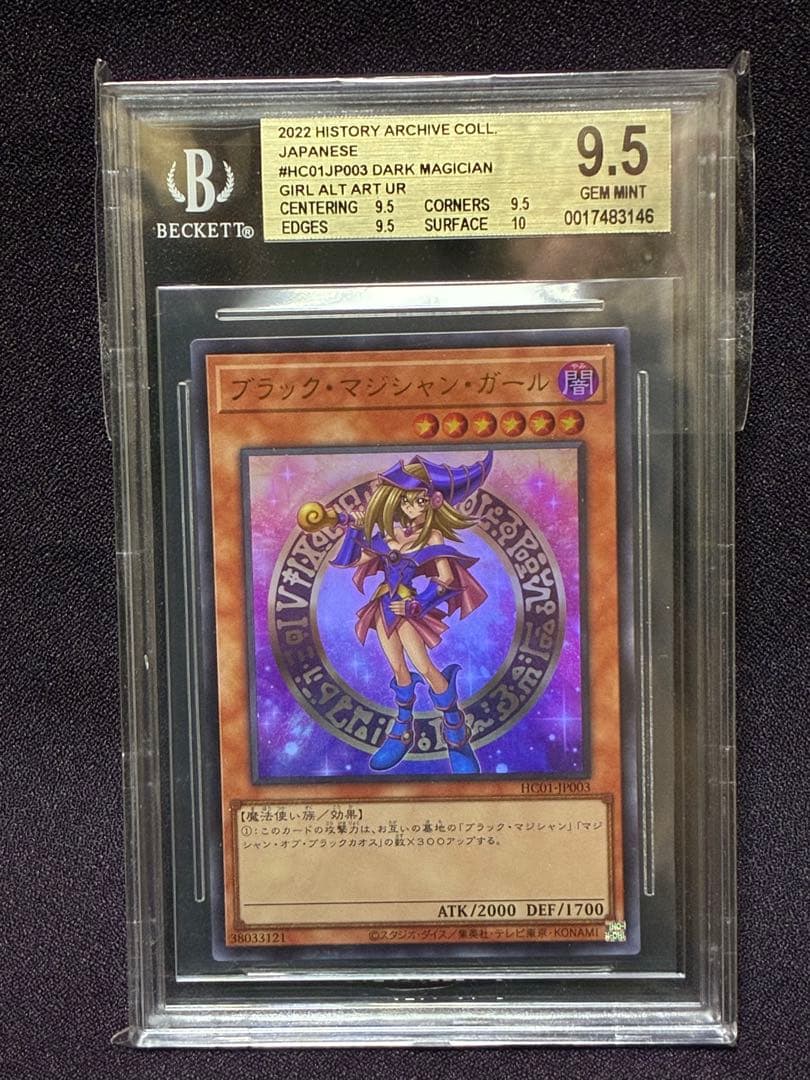 2022 HISTORY ARCHIVE COLL.
JAPANESE
#HC01JP003 DARK MAGICIAN
GIRL ALT ART UR
CENTERING 9.5 CORNERS 9.5
EDGES 9.5 SURFACE 10
9.5
GEM MINT
0017483146
B
BECKETT®
ブラック・マジシャン・ガール
闇
HC01-JP003
【魔法使い族/効果】
①:このカードの攻撃力は、お互いの墓地の「ブラック・マジシャン」「マジ
シャン・オブ・ブラックカオス」の数×300アップする。
ATK/2000 DEF/1700
38033121
©スタジオ・ダイス/集英社・テレビ東京・KONAMI